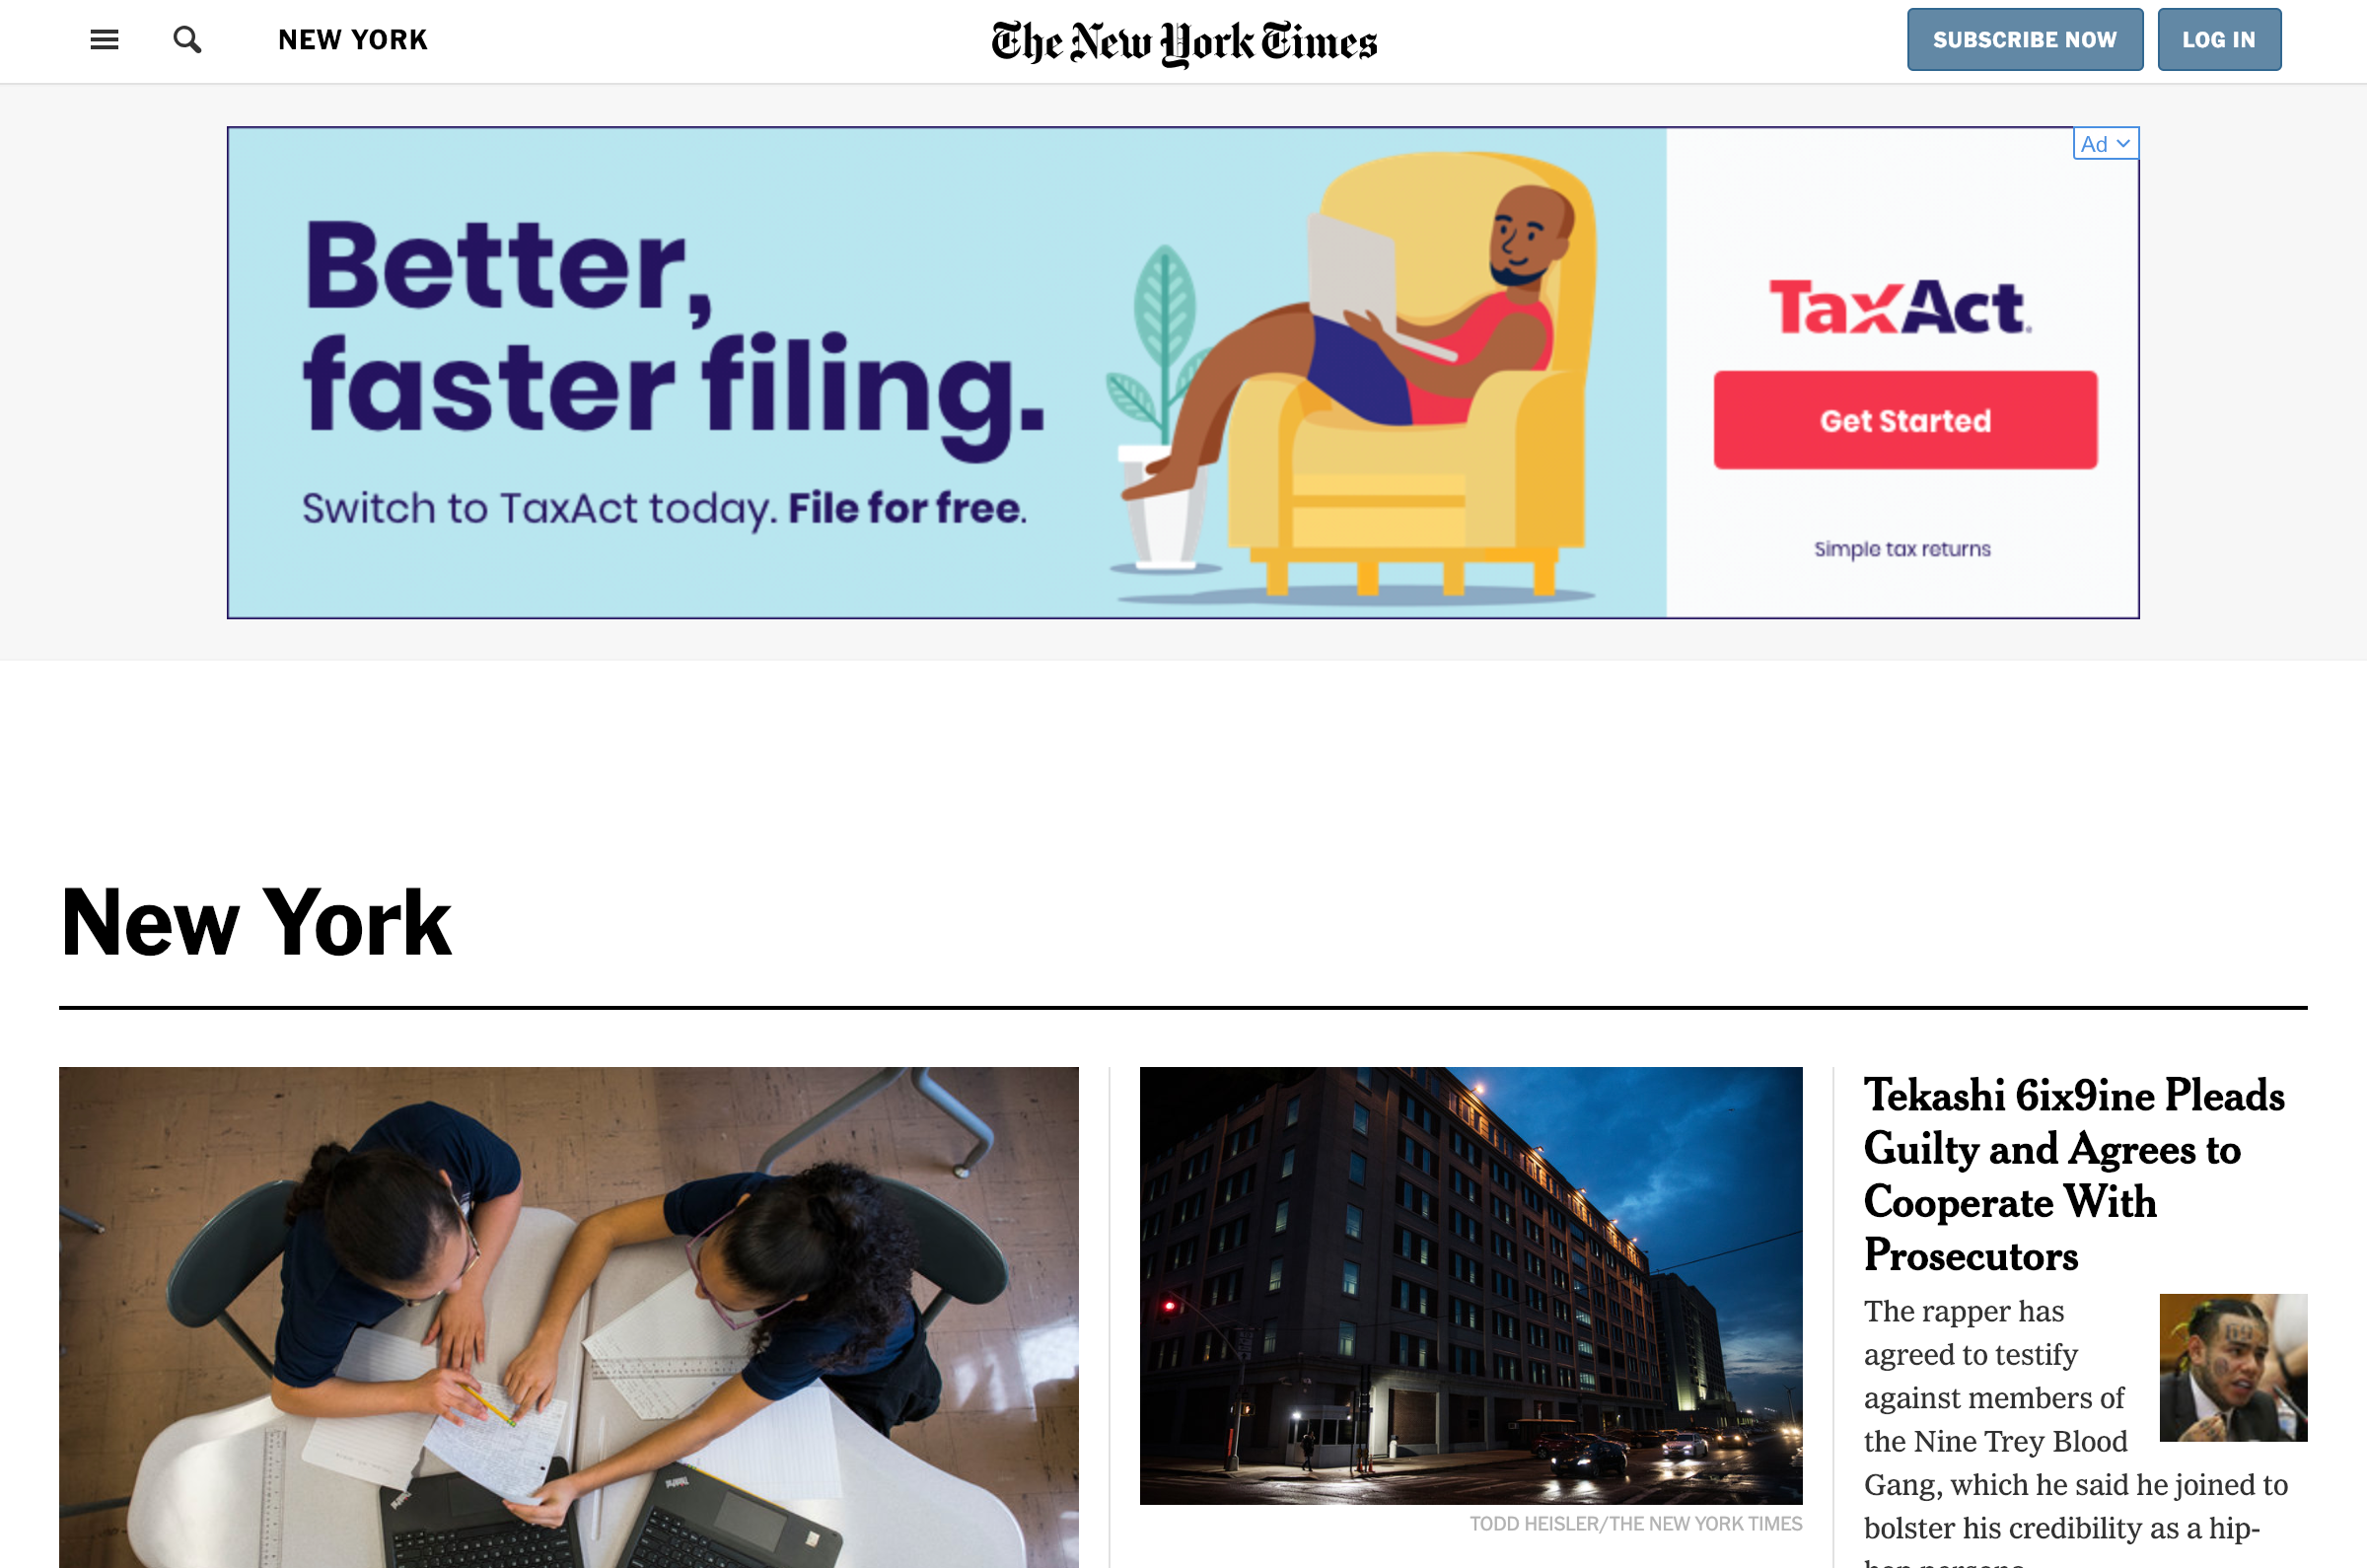 NEW YORK
The New York Times
SUBSCRIBE NOW
LOG IN
Ad
Better,
faster filing.
Switch to TaxAct today. File for free.
TaxAct.
Get Started
Simple tax returns
New York
TODD HEISLER/THE NEW YORK TIMES
Tekashi 6ix9ine Pleads
Guilty and Agrees to
Cooperate With
Prosecutors
The rapper has
agreed to testify
against members of
the Nine Trey Blood
Gang, which he said he joined to
bolster his credibility as a hip-